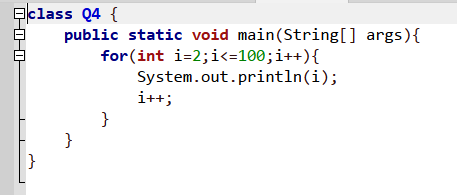 class Q4 {
    public static void main(String[] args){
        for(int i=2;i<=100;i++){
            System.out.println(i);
            i++;
        }
    }
}